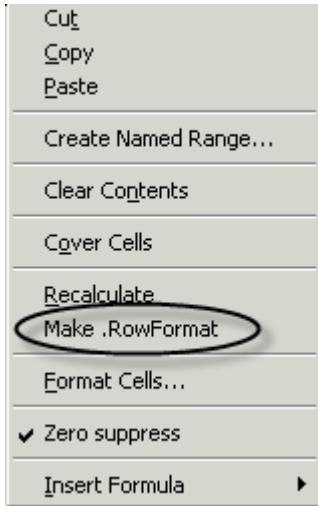 Cut
Copy
Paste
Create Named Range...
Clear Contents
Cover Cells
Recalculate
Make .RowFormat
Format Cells...
Zero suppress
Insert Formula